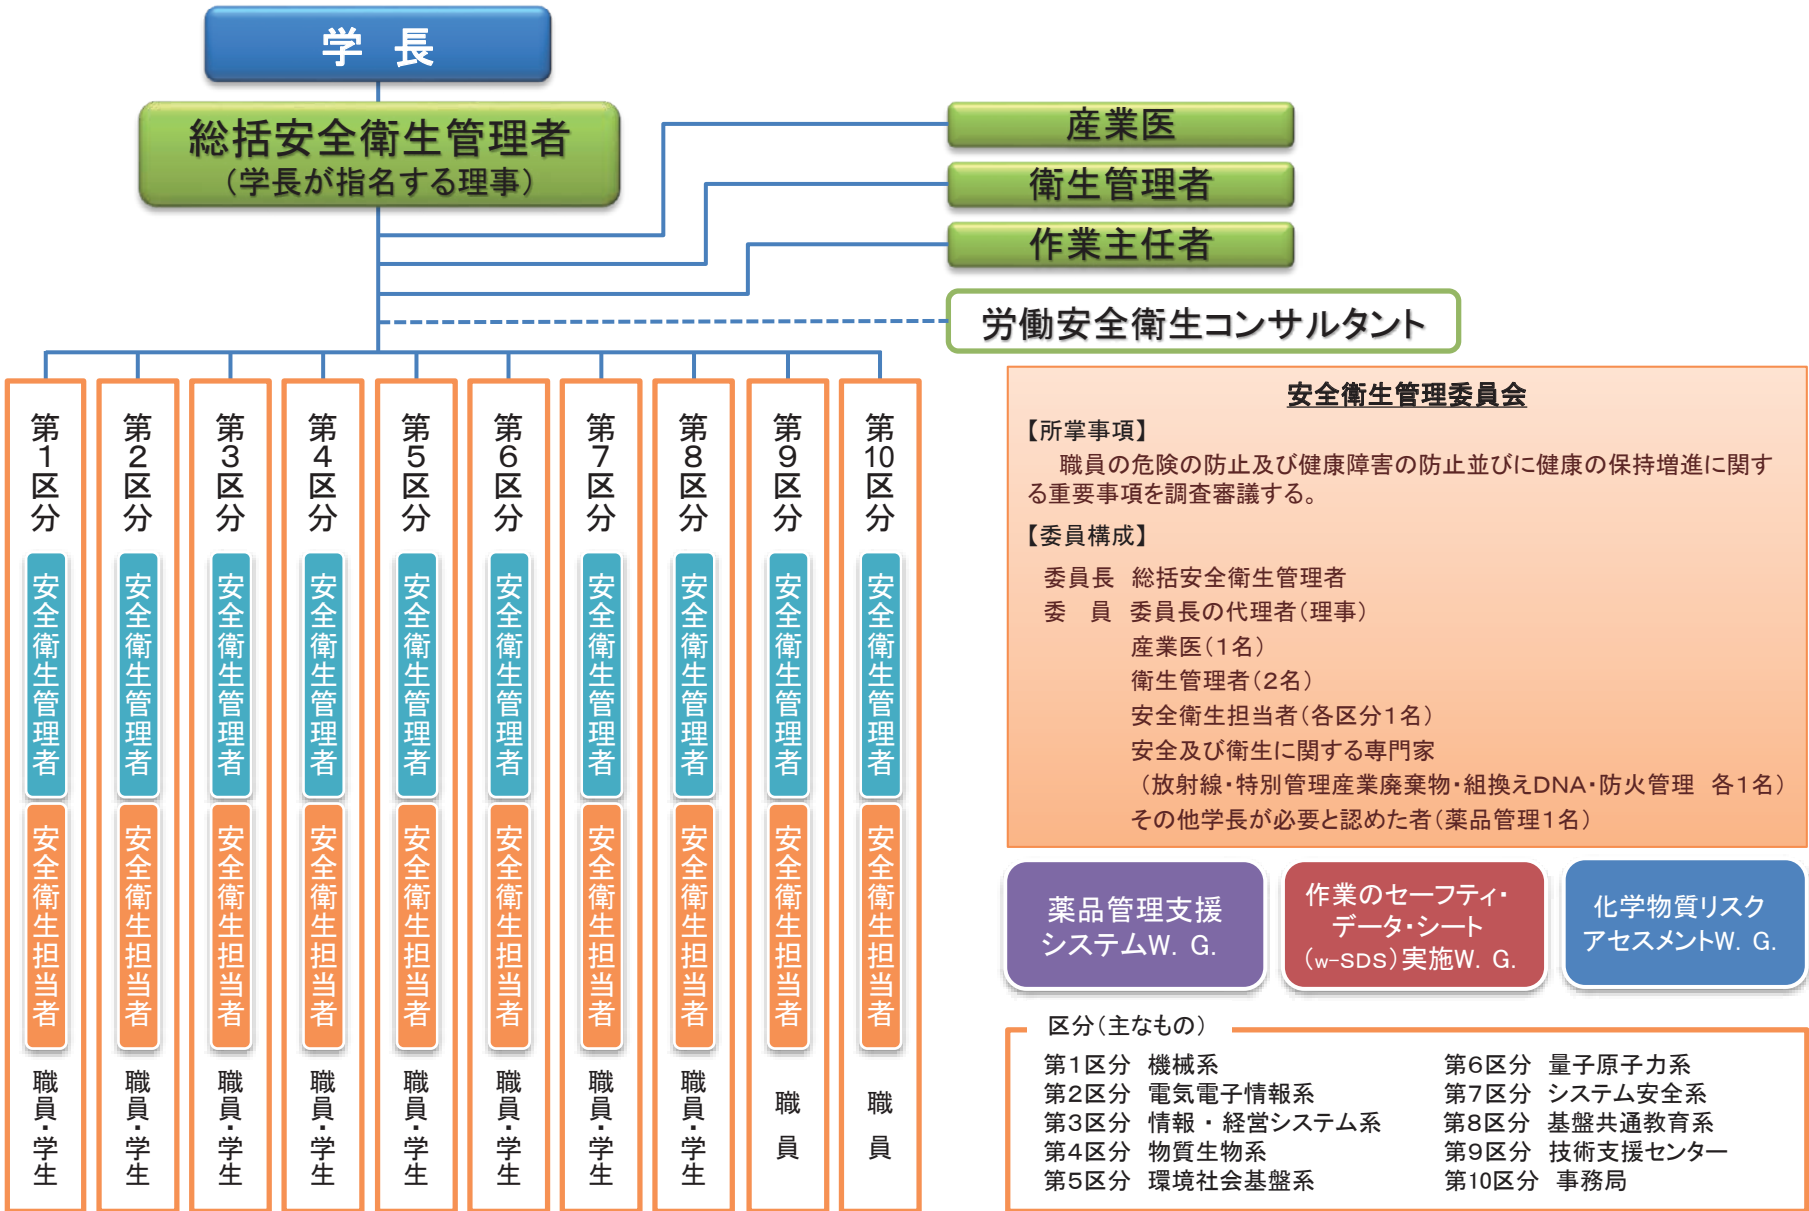 学 長
総括安全衛生管理者
（学長が指名する理事）
産業医
衛生管理者
作業主任者
労働安全衛生コンサルタント
第1区分
安全衛生管理者
安全衛生担当者
職員・学生
第2区分
安全衛生管理者
安全衛生担当者
職員・学生
第3区分
安全衛生管理者
安全衛生担当者
職員・学生
第4区分
安全衛生管理者
安全衛生担当者
職員・学生
第5区分
安全衛生管理者
安全衛生担当者
職員・学生
第6区分
安全衛生管理者
安全衛生担当者
職員・学生
第7区分
安全衛生管理者
安全衛生担当者
職員・学生
第8区分
安全衛生管理者
安全衛生担当者
職員・学生
第9区分
安全衛生管理者
安全衛生担当者
職 員
第10区分
安全衛生管理者
安全衛生担当者
職 員
安全衛生管理委員会
【所掌事項】
職員の危険の防止及び健康障害の防止並びに健康の保持増進に関す
る重要事項を調査審議する。
【委員構成】
委員長 総括安全衛生管理者
委 員 委員長の代理者（理事）
産業医（1名）
衛生管理者（2名）
安全衛生担当者（各区分1名）
安全及び衛生に関する専門家
（放射線・特別管理産業廃棄物・組換えDNA・防火管理 各1名）
その他学長が必要と認めた者（薬品管理1名）
薬品管理支援
システムW. G.
作業のセーフティ・
データ・シート
（w-SDS）実施W. G.
化学物質リスク
アセスメントW. G.
区分（主なもの）
第1区分 機械系
第2区分 電気電子情報系
第3区分 情報・経営システム系
第4区分 物質生物系
第5区分 環境社会基盤系
第6区分 量子原子力系
第7区分 システム安全系
第8区分 基盤共通教育系
第9区分 技術支援センター
第10区分 事務局